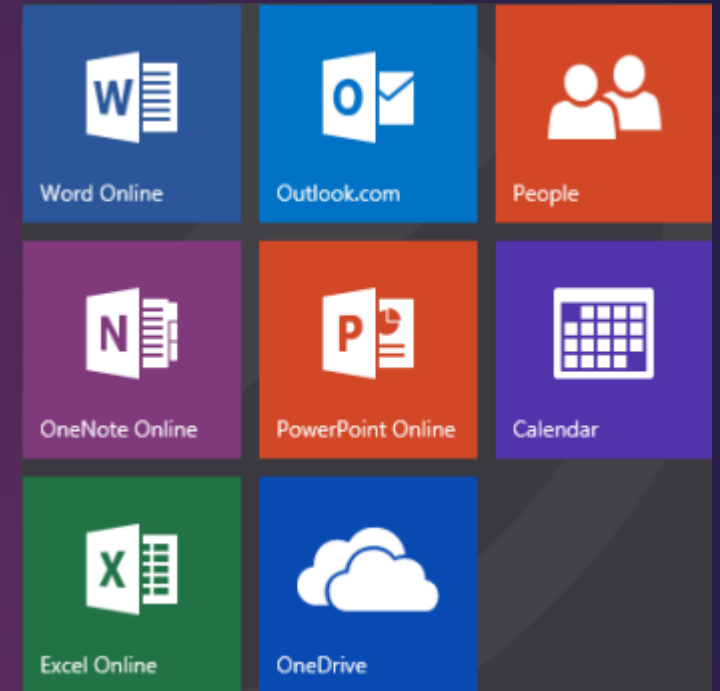 W
Word Online
O
Outlook.com
People
N
OneNote Online
P
PowerPoint Online
Calendar
X
Excel Online
OneDrive